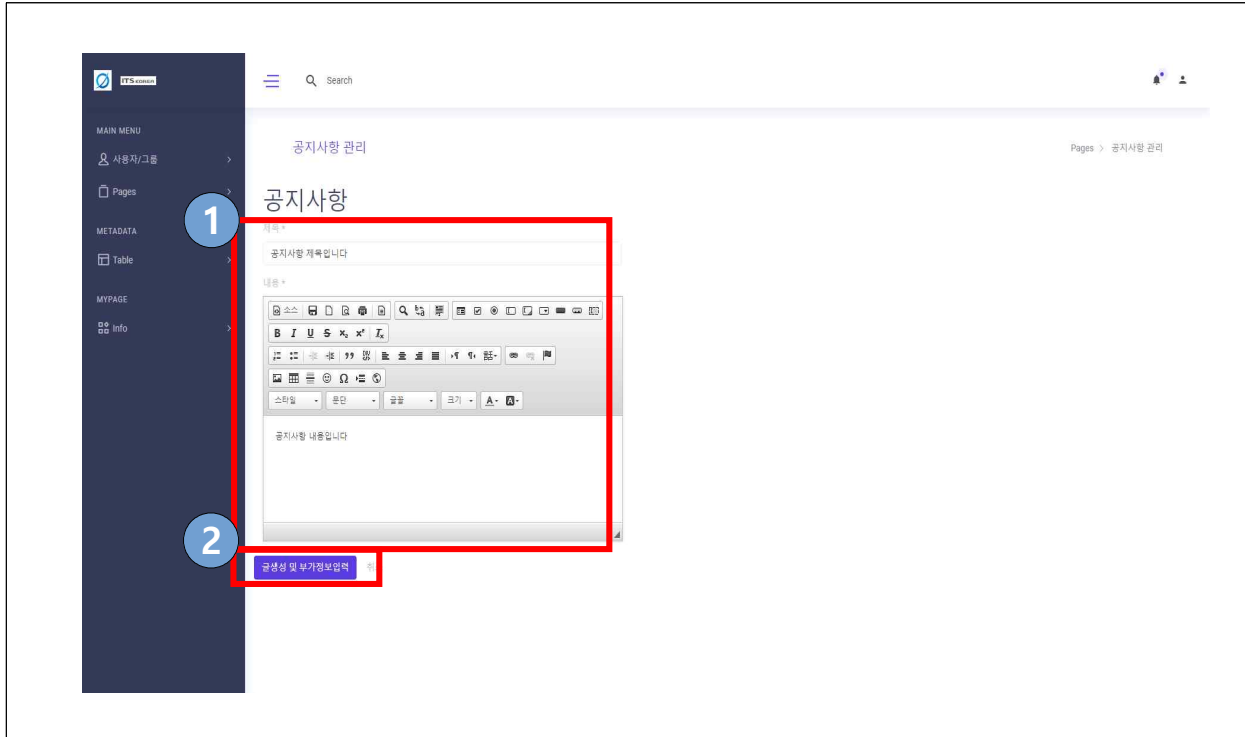 ITS KOREA
Search
MAIN MENU
사용자/그룹
Pages
METADATA
Table
MYPAGE
Info
공지사항 관리
Pages > 공지사항 관리
공지사항
1
제목 *
공지사항 제목입니다
내용 *
소스
B I U S x₂ x² Iₓ
스타일 문단 글꼴 크기 A A
공지사항 내용입니다
2
글생성 및 부가정보입력